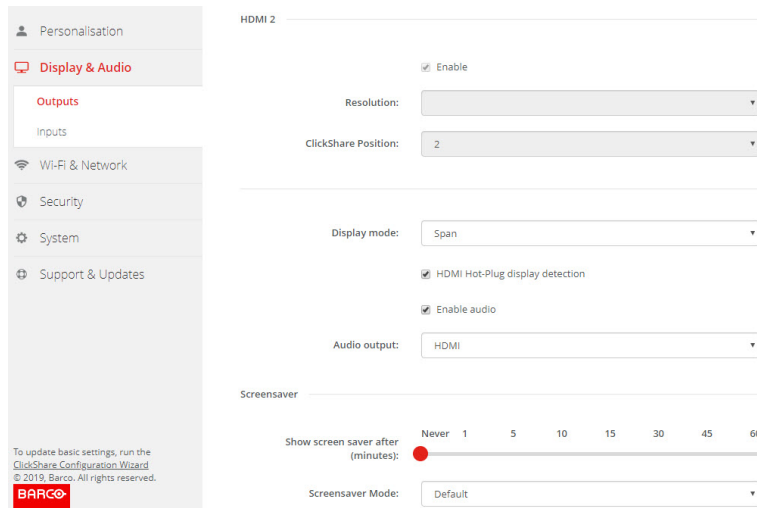 Personalisation
Display & Audio
Outputs
Inputs
Wi-Fi & Network
Security
System
Support & Updates
To update basic settings, run the
ClickShare Configuration Wizard
© 2019, Barco. All rights reserved.
BARCO
HDMI 2
Enable
Resolution:
ClickShare Position:
2
Display mode:
Span
HDMI Hot-Plug display detection
Enable audio
Audio output:
HDMI
Screensaver
Show screen saver after
(minutes):
Never 1 5 10 15 30 45
Screensaver Mode:
Default